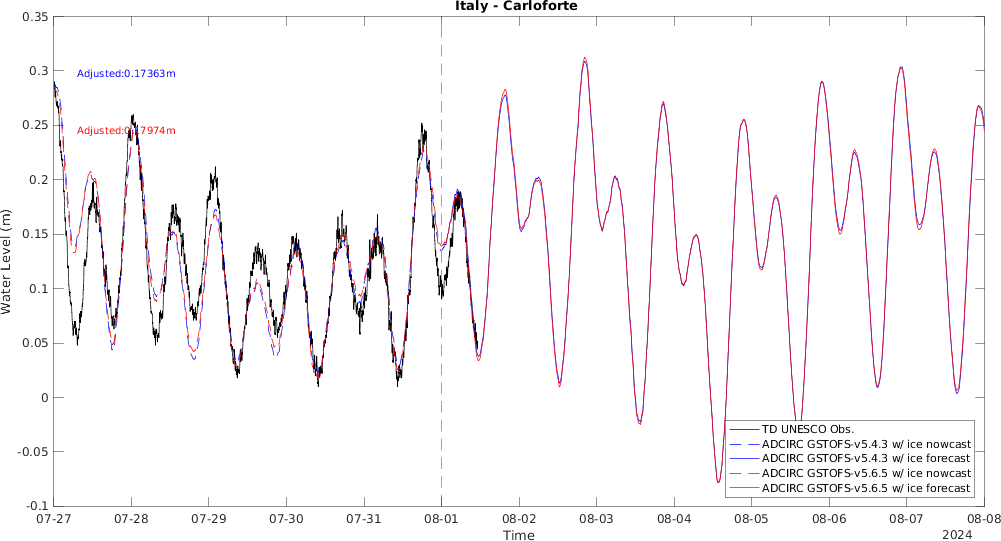 Italy - Carloforte
0.35
0.3
0.25
0.2
0.15
0.1
0.05
0
-0.05
-0.1
Water Level (m)
Adjusted:0.17363m
Adjusted:0.17974m
TD UNESCO Obs.
ADCIRC GSTOFS-v5.4.3 w/ ice nowcast
ADCIRC GSTOFS-v5.4.3 w/ ice forecast
ADCIRC GSTOFS-v5.6.5 w/ ice nowcast
ADCIRC GSTOFS-v5.6.5 w/ ice forecast
07-27 07-28 07-29 07-30 07-31 08-01 08-02 08-03 08-04 08-05 08-06 08-07 08-08
Time
2024